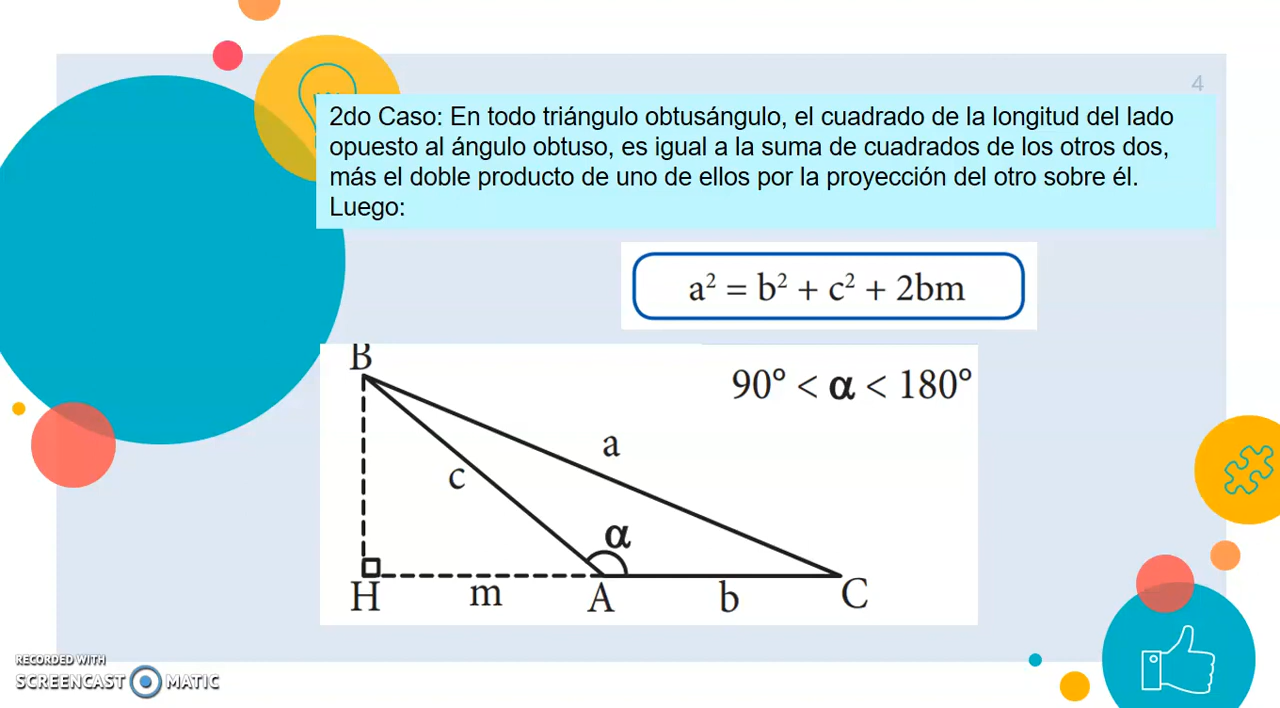 4
2do Caso: En todo triángulo obtusángulo, el cuadrado de la longitud del lado
opuesto al ángulo obtuso, es igual a la suma de cuadrados de los otros dos,
más el doble producto de uno de ellos por la proyección del otro sobre él.
Luego:
a² = b² + c² + 2bm
B
90° < α < 180°
a
c
α
H
m
A
b
C
RECORDED WITH
SCREENCAST MATIC